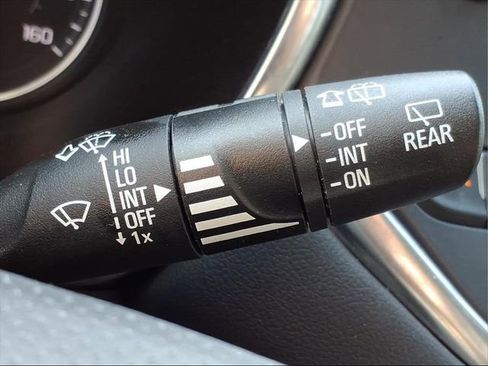 160
HI
LO
INT
OFF
1x
-OFF
-INT
-ON
REAR